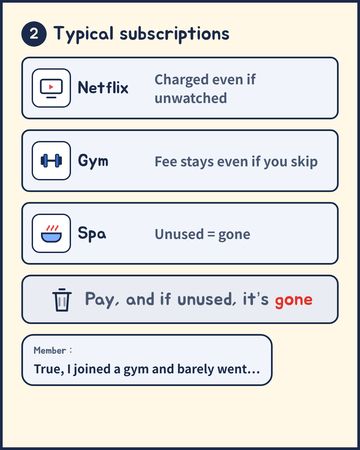 2 Typical subscriptions
Netflix
Charged even if
unwatched
Gym
Fee stays even if you skip
Spa
Unused = gone
Pay, and if unused, it's gone
Member :
True, I joined a gym and barely went...